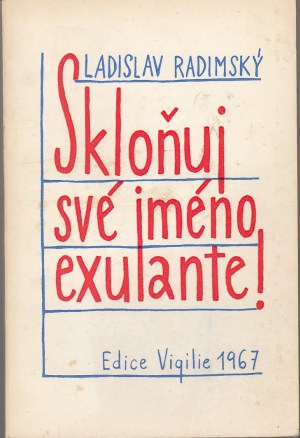 LADISLAV RADIMSKÝ
Skloňuj
své jméno,
exulante!
Edice Vigilie 1967